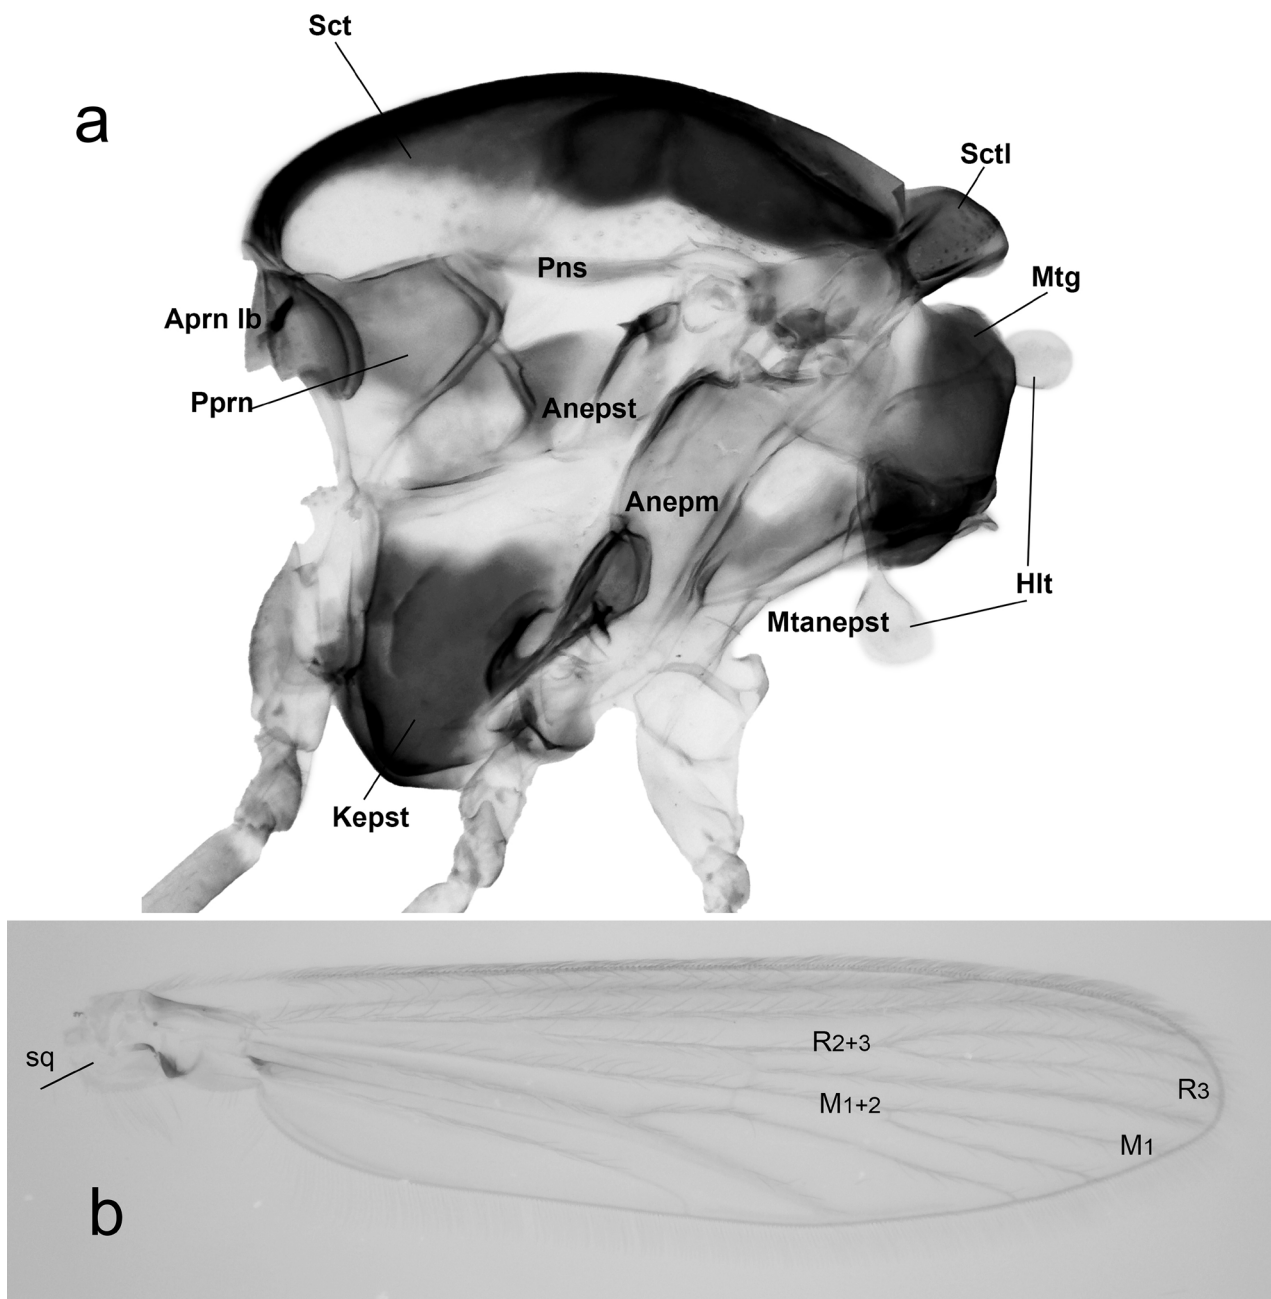 Sct
a
Sctl
Pns
Mtg
Aprn lb
Pprn
Anepst
Anepm
Hlt
Mtanepst
Kepst
R2+3
sq
R3
M1+2
M1
b